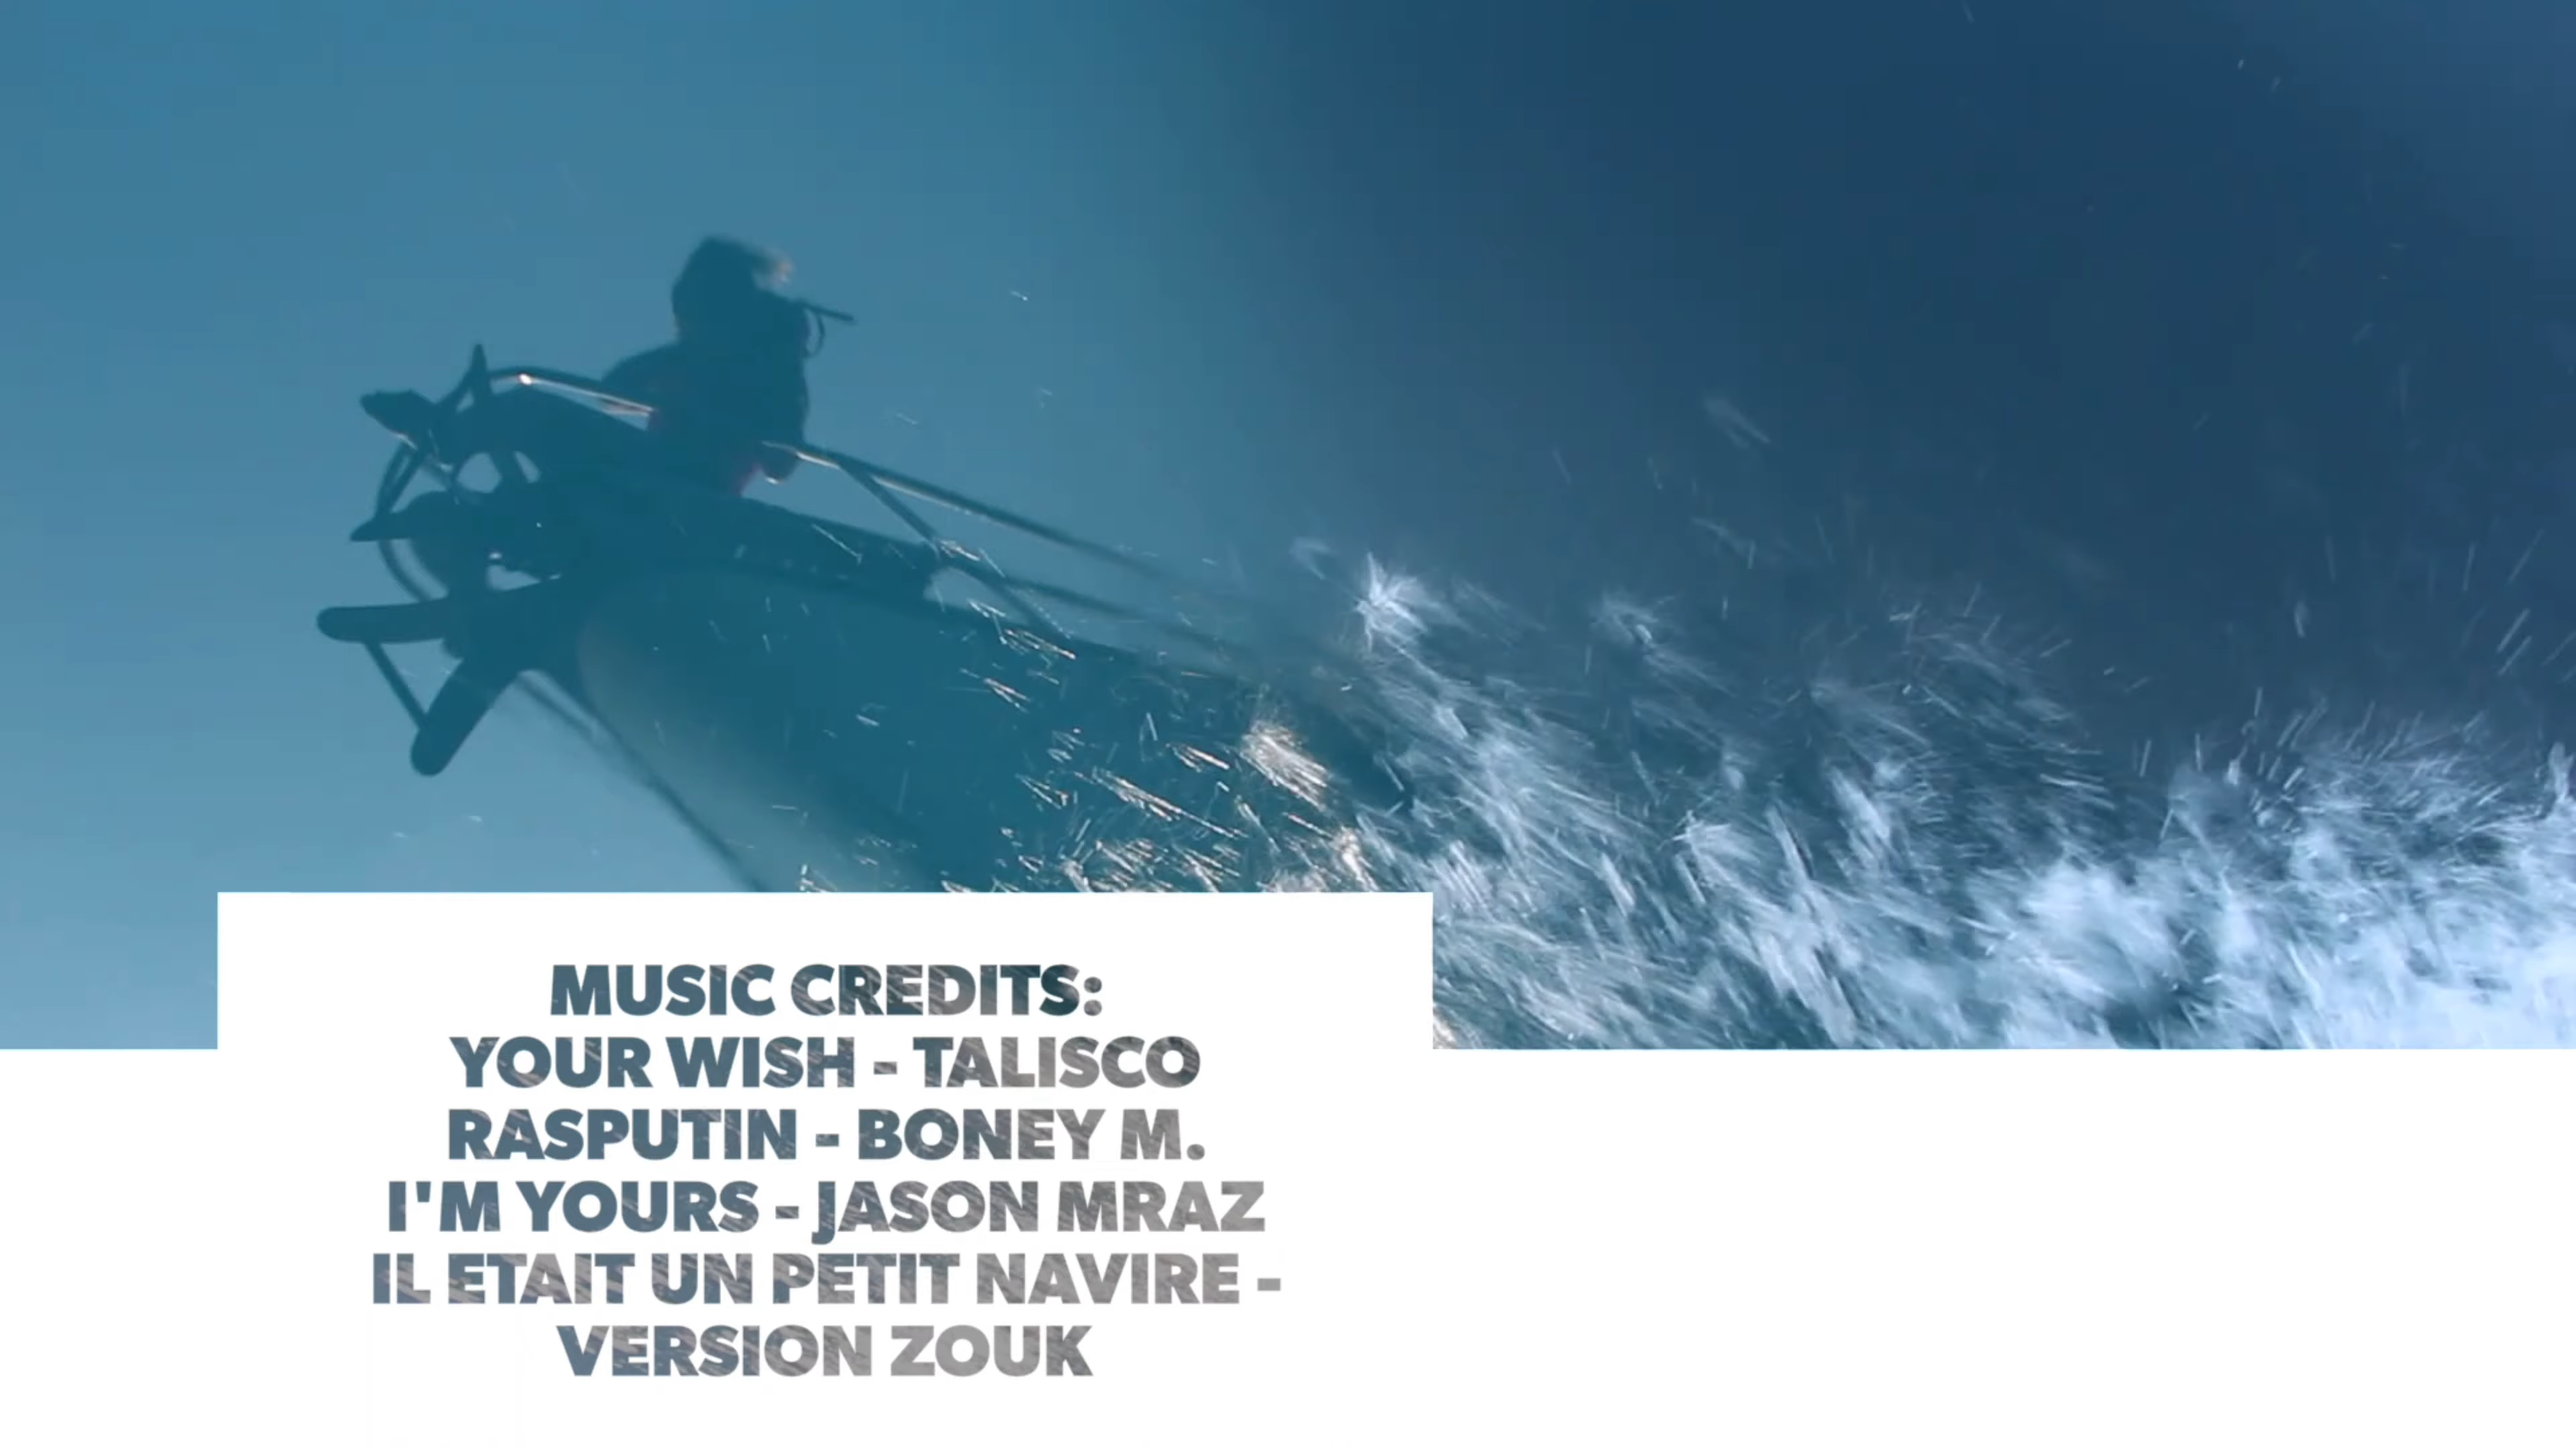 MUSIC CREDITS:
YOUR WISH - TALISCO
RASPUTIN - BONEY M.
I'M YOURS - JASON MRAZ
IL ETAIT UN PETIT NAVIRE -
VERSION ZOUK